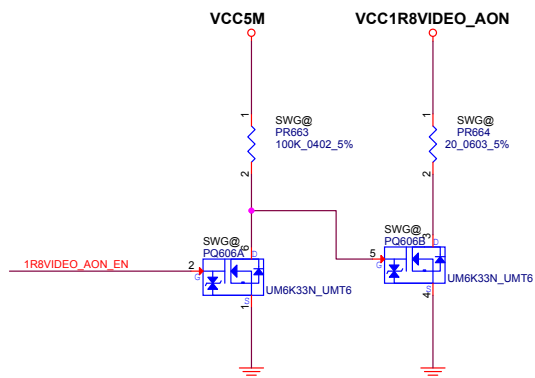 VCC5M
VCC1R8VIDEO_AON
1
SWG@
PR663
100K_0402_5%
2
1
SWG@
PR664
20_0603_5%
2
SWG@
PQ606A
6
D
1R8VIDEO_AON_EN
2
G
UM6K33N_UMT6
S
1
SWG@
PQ606B
3
D
5
G
UM6K33N_UMT6
S
4